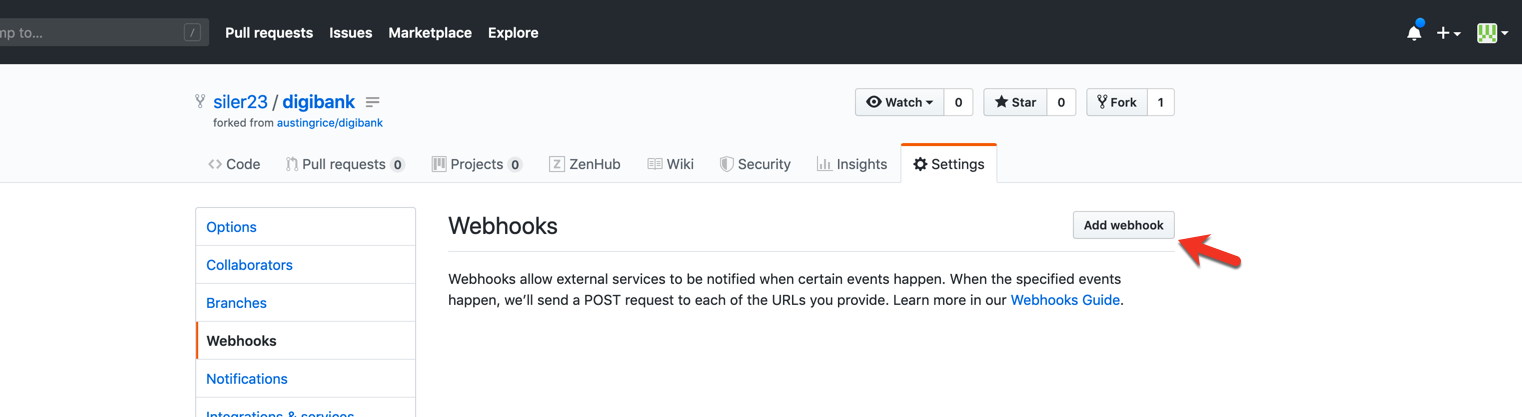 mp to... / Pull requests Issues Marketplace Explore
siler23 / digibank Watch 0 Star 0 Fork 1
forked from austingrice/digibank
Code Pull requests 0 Projects 0 Z ZenHub Wiki Security Insights Settings
Options
Collaborators
Branches
Webhooks
Notifications
Integrations & services
Webhooks Add webhook
Webhooks allow external services to be notified when certain events happen. When the specified events
happen, we'll send a POST request to each of the URLs you provide. Learn more in our Webhooks Guide.